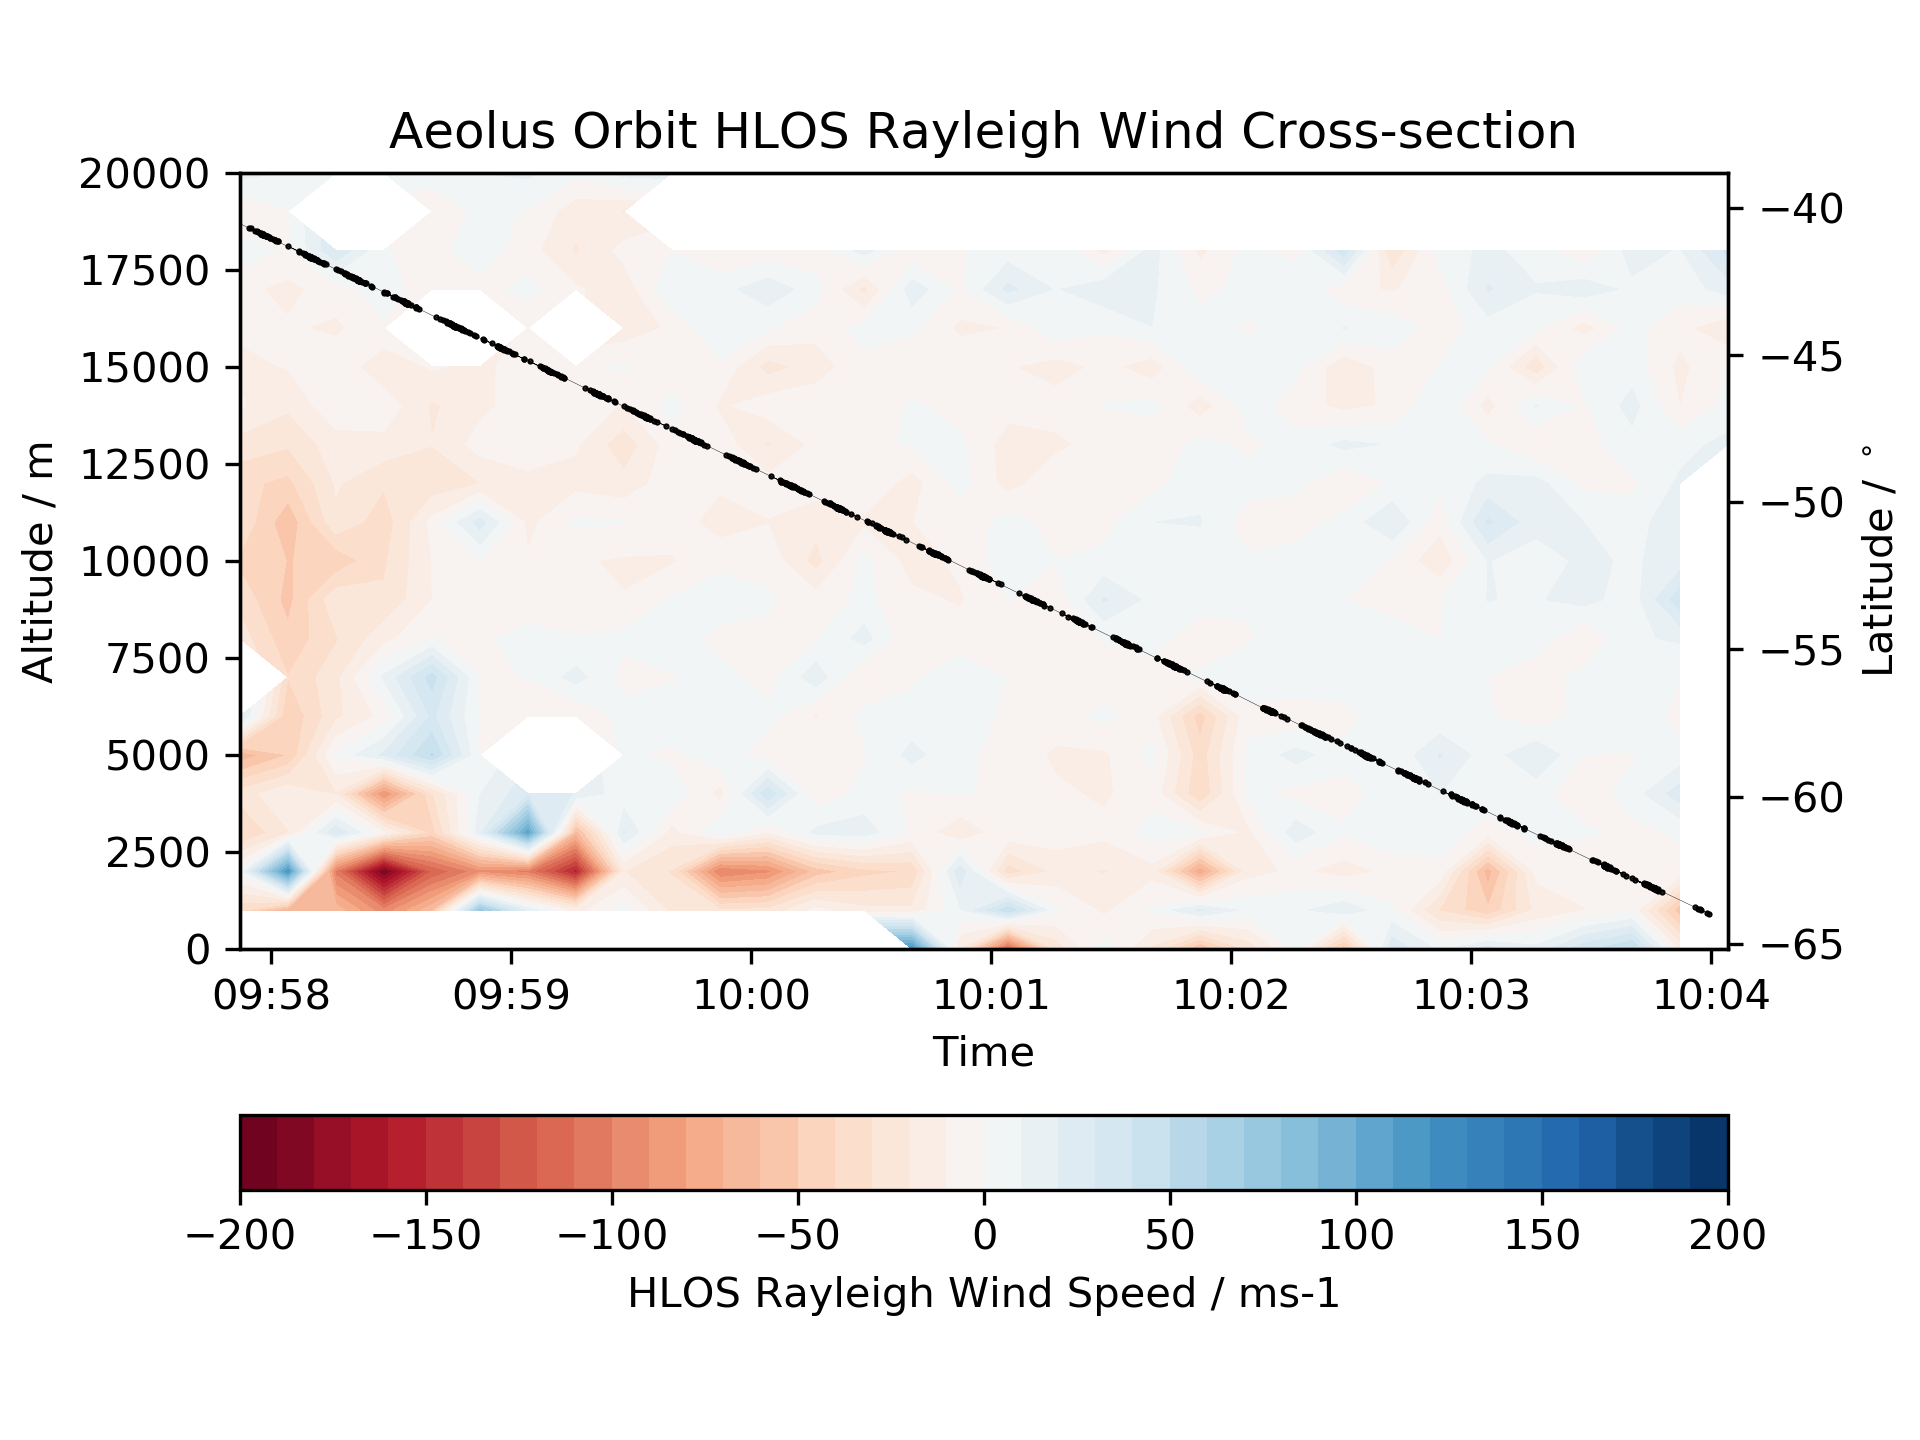 Aeolus Orbit HLOS Rayleigh Wind Cross-section
20000
17500
15000
12500
10000
7500
5000
2500
0
Altitude / m
−40
−45
−50
−55
−60
−65
Latitude / °
09:58 09:59 10:00 10:01 10:02 10:03 10:04
Time
−200 −150 −100 −50 0 50 100 150 200
HLOS Rayleigh Wind Speed / ms-1